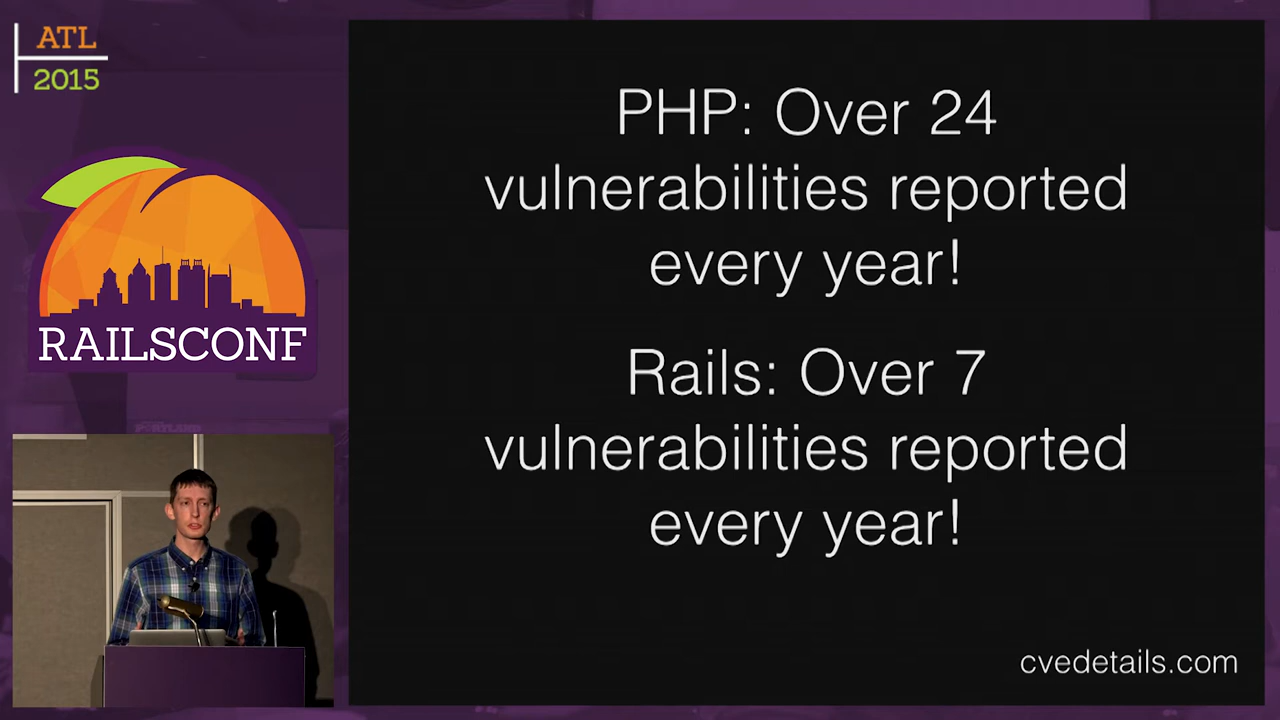 ATL
2015
RAILSCONF
PHP: Over 24
vulnerabilities reported
every year!
Rails: Over 7
vulnerabilities reported
every year!
cvedetails.com